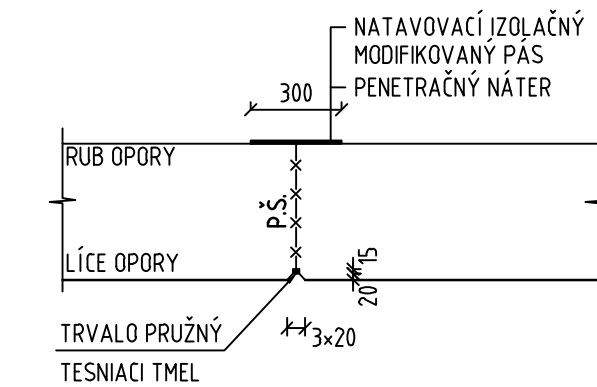 NATAVOVACÍ IZOLAČNÝ
MODIFIKOVANÝ PÁS
PENETRAČNÝ NÁTER
300
RUB OPORY
P.Š.
LÍCE OPORY
15
20
TRVALO PRUŽNÝ
TESNIACI TMEL
3×20